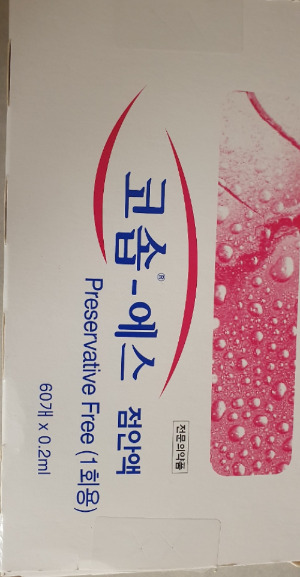 전문의약품
코솝®-에스 점안액
Preservative Free (1회용)
60개 x 0.2ml